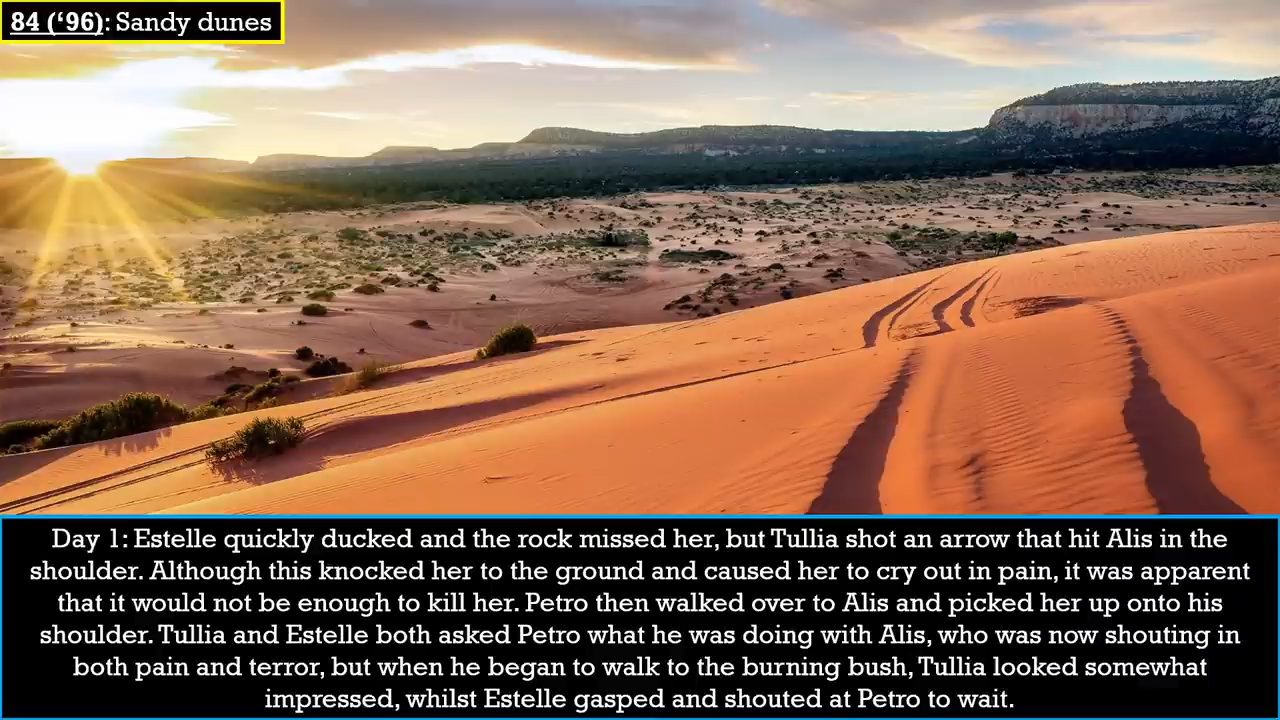 84 (‘96): Sandy dunes
Day 1: Estelle quickly ducked and the rock missed her, but Tullia shot an arrow that hit Alis in the
shoulder. Although this knocked her to the ground and caused her to cry out in pain, it was apparent
that it would not be enough to kill her. Petro then walked over to Alis and picked her up onto his
shoulder. Tullia and Estelle both asked Petro what he was doing with Alis, who was now shouting in
both pain and terror, but when he began to walk to the burning bush, Tullia looked somewhat
impressed, whilst Estelle gasped and shouted at Petro to wait.